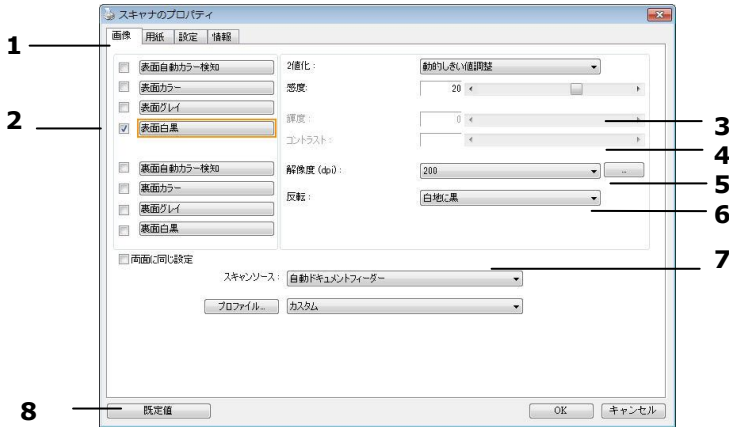 スキャナのプロパティ
画像 用紙 設定 情報
1
表面自動カラー検知
表面カラー
表面グレイ
2
表面白黒
裏面自動カラー検知
裏面カラー
裏面グレイ
裏面白黒
2値化: 動的しきい値調整
感度: 20
輝度: 0
3
コントラスト:
4
解像度 (dpi): 200 ..
5
反転: 白地に黒
6
両面に同じ設定
7
スキャンソース: 自動ドキュメントフィーダー
プロファイル... カスタム
8
既定値 OK キャンセル